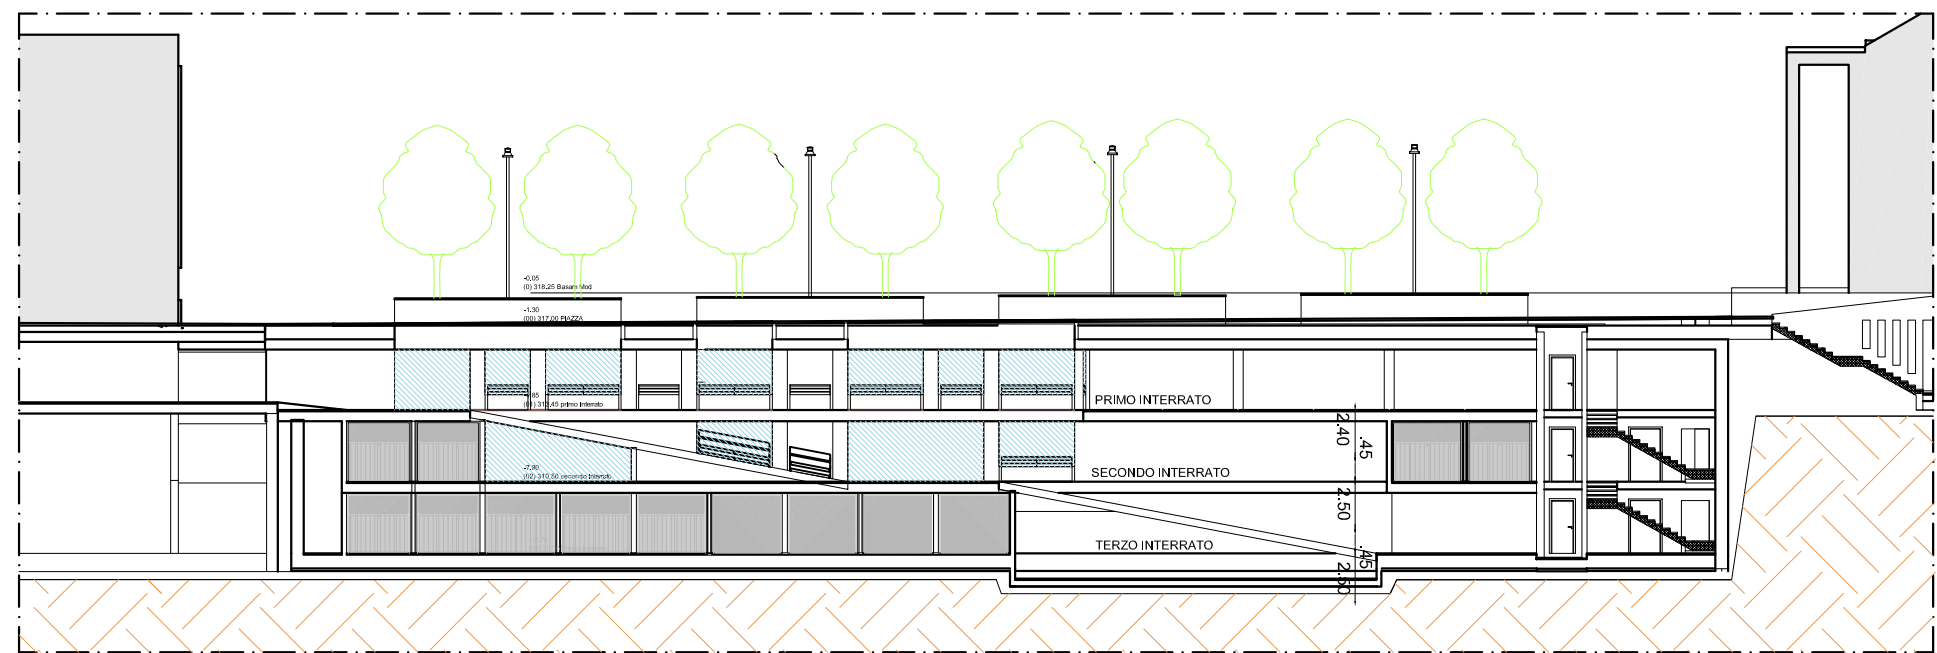 -0.05
(0) 318.25 Basam Mod
-1.30
(00) 317.00 PIAZZA
(01) 313.45 primo Interrato
PRIMO INTERRATO
2.40
.45
-7.80
(02) 310.50 secondo Interrato
SECONDO INTERRATO
2.50
TERZO INTERRATO
.45
2.50